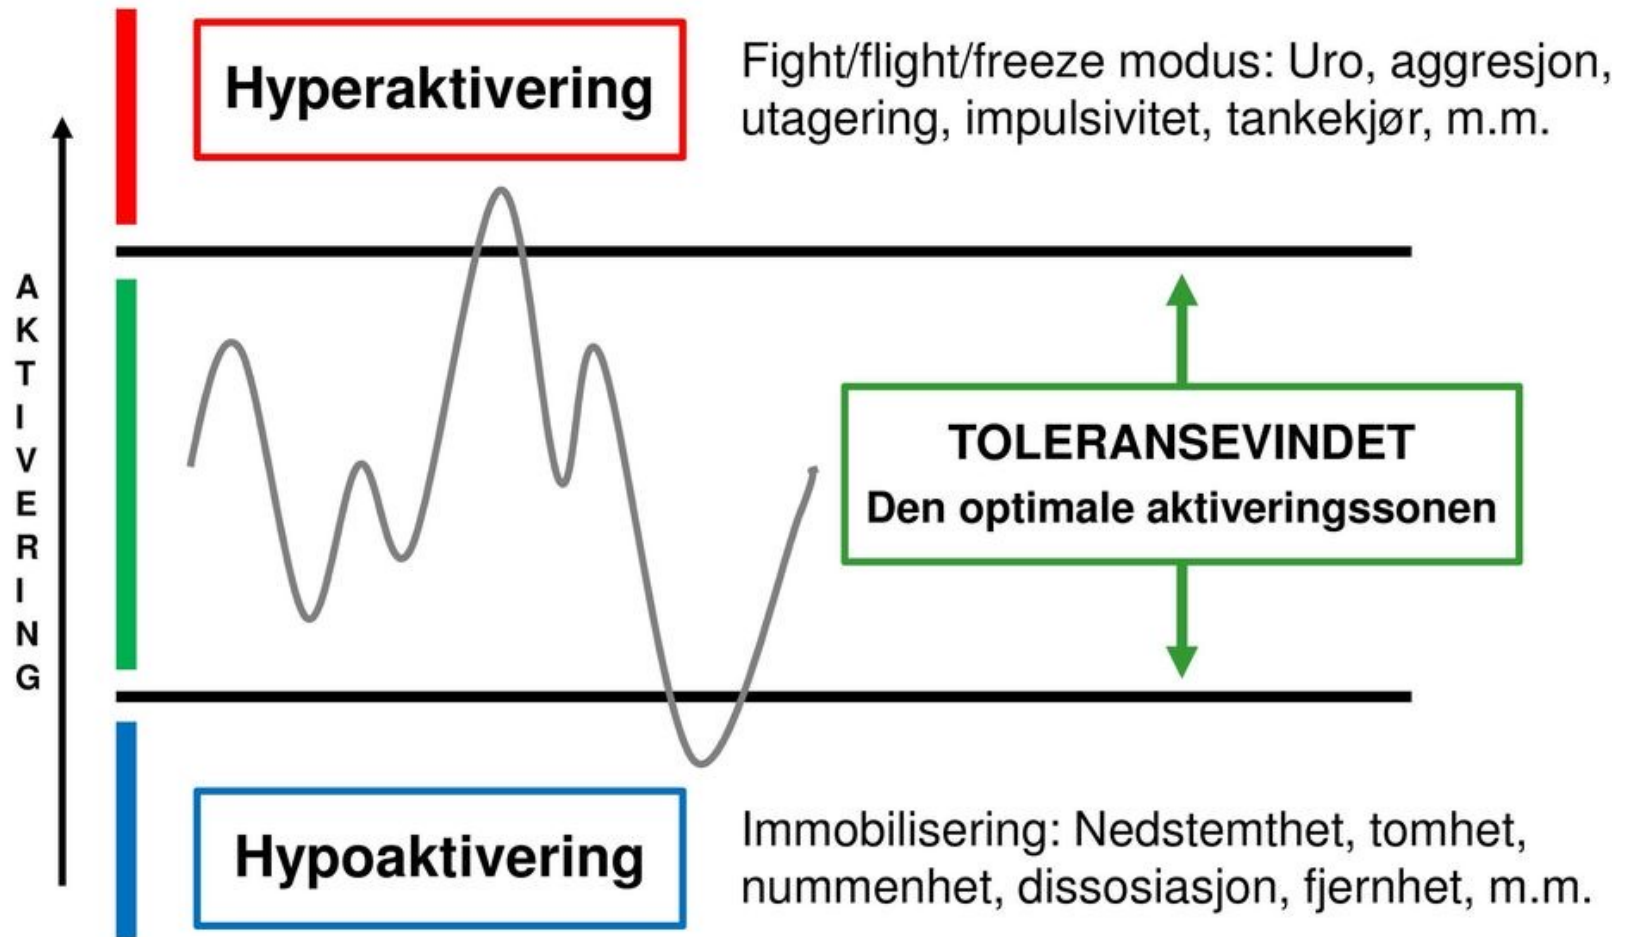 Hyperaktivering
Fight/flight/freeze modus: Uro, aggresjon,
utagering, impulsivitet, tankekjør, m.m.
AKTIVERING
TOLERANSEVINDET
Den optimale aktiveringssonen
Hypoaktivering
Immobilisering: Nedstemthet, tomhet,
nummenhet, dissosiasjon, fjernhet, m.m.